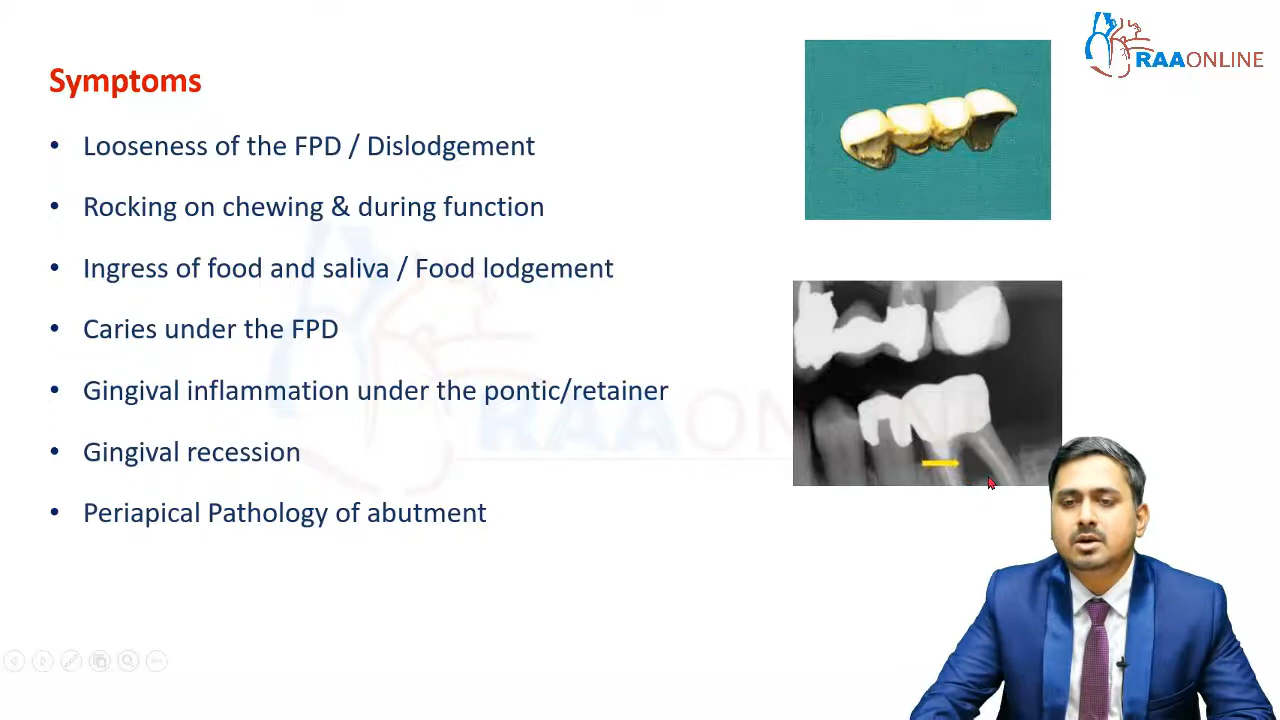 RAAONLINE
Symptoms
• Looseness of the FPD / Dislodgement
• Rocking on chewing & during function
• Ingress of food and saliva / Food lodgement
• Caries under the FPD
• Gingival inflammation under the pontic/retainer
• Gingival recession
• Periapical Pathology of abutment
RAAONLINE